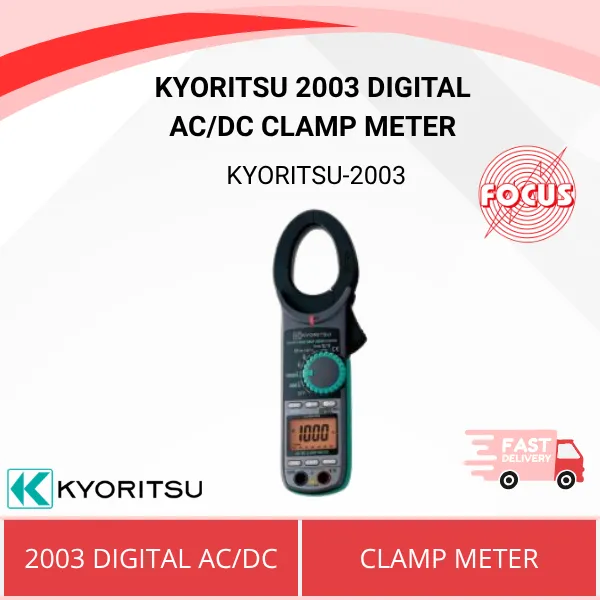 KYORITSU 2003 DIGITAL
AC/DC CLAMP METER
KYORITSU-2003
FOCUS
KYORITSU
1000
FAST
DELIVERY
KYORITSU
2003 DIGITAL AC/DC
CLAMP METER